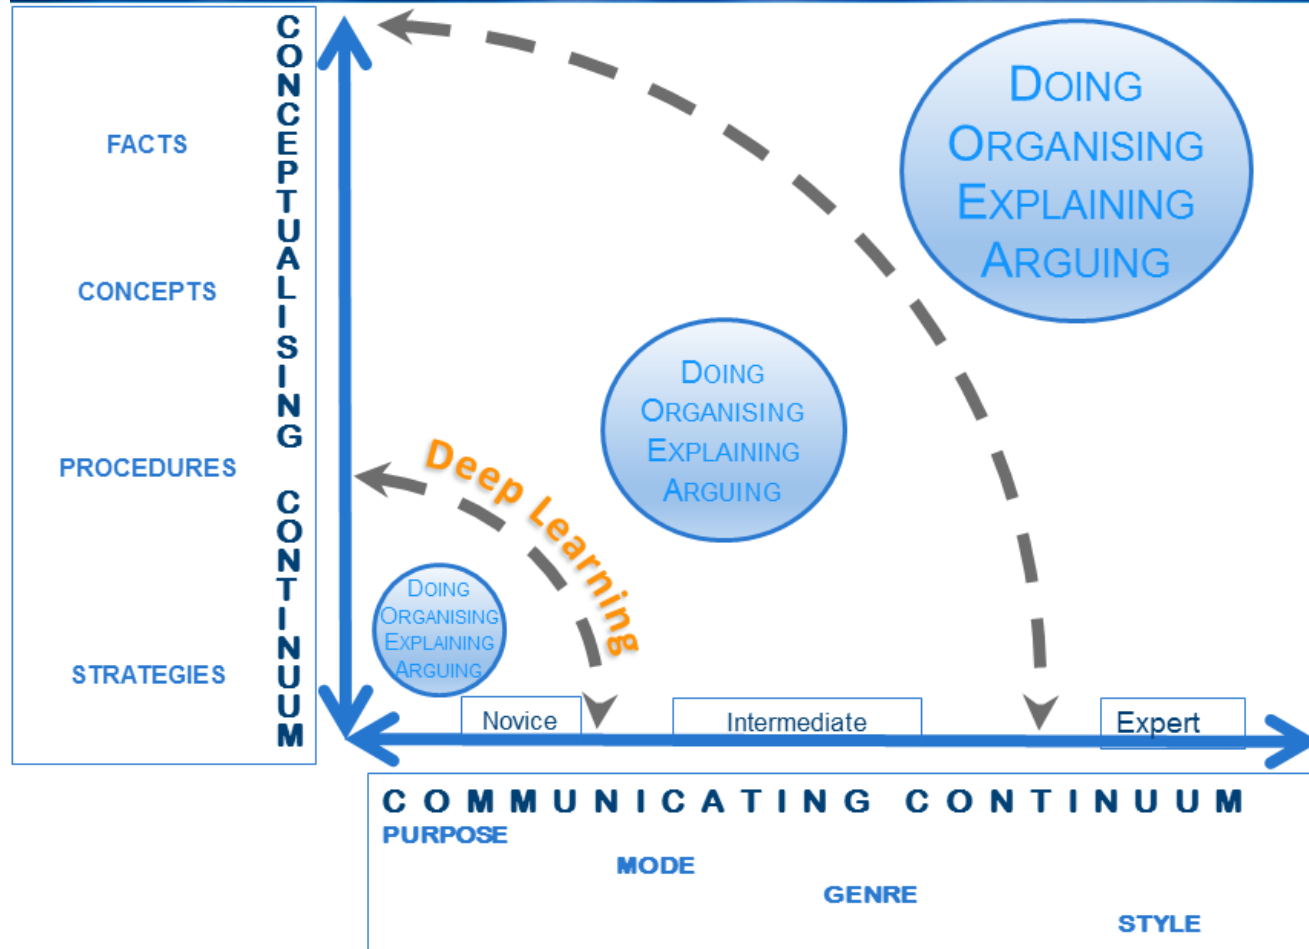 CONCEPTUALISING CONTINUUM
FACTS
CONCEPTS
PROCEDURES
STRATEGIES
DOING
ORGANISING
EXPLAINING
ARGUING
DOING
ORGANISING
EXPLAINING
ARGUING
Deep Learning
DOING
ORGANISING
EXPLAINING
ARGUING
Novice
Intermediate
Expert
COMMUNICATING CONTINUUM
PURPOSE
MODE
GENRE
STYLE